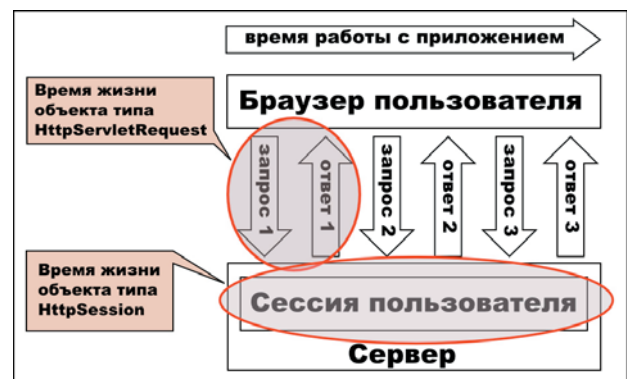 время работы с приложением
Время жизни
объекта типа
HttpServletRequest
Браузер пользователя
запрос 1
ответ 1
запрос 2
ответ 2
запрос 3
ответ 3
Время жизни
объекта типа
HttpSession
Сессия пользователя
Сервер